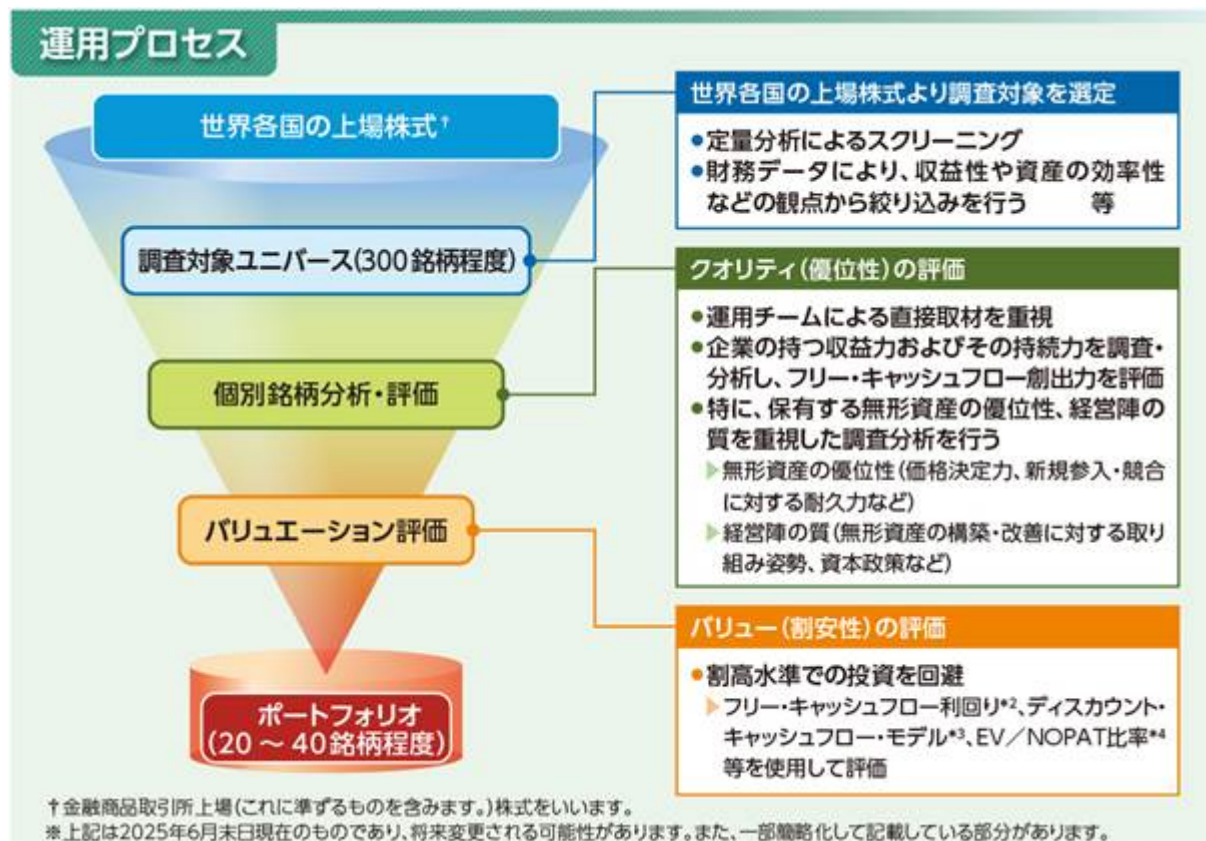 運用プロセス
世界各国の上場株式†
調査対象ユニバース(300銘柄程度)
個別銘柄分析・評価
バリュエーション評価
ポートフォリオ
(20～40銘柄程度)
世界各国の上場株式より調査対象を選定
●定量分析によるスクリーニング
●財務データにより、収益性や資産の効率性
などの観点から絞り込みを行う 等
クオリティ(優位性)の評価
●運用チームによる直接取材を重視
●企業の持つ収益力およびその持続力を調査・
分析し、フリー・キャッシュフロー創出力を評価
●特に、保有する無形資産の優位性、経営陣の
質を重視した調査分析を行う
▶無形資産の優位性(価格決定力、新規参入・競合
に対する耐久力など)
▶経営陣の質(無形資産の構築・改善に対する取り
組み姿勢、資本政策など)
バリュー(割安性)の評価
●割高水準での投資を回避
▶フリー・キャッシュフロー利回り*2、ディスカウント・
キャッシュフロー・モデル*3、EV／NOPAT比率*4
等を使用して評価
†金融商品取引所上場(これに準ずるものを含みます。)株式をいいます。
※上記は2025年6月末日現在のものであり、将来変更される可能性があります。また、一部簡略化して記載している部分があります。